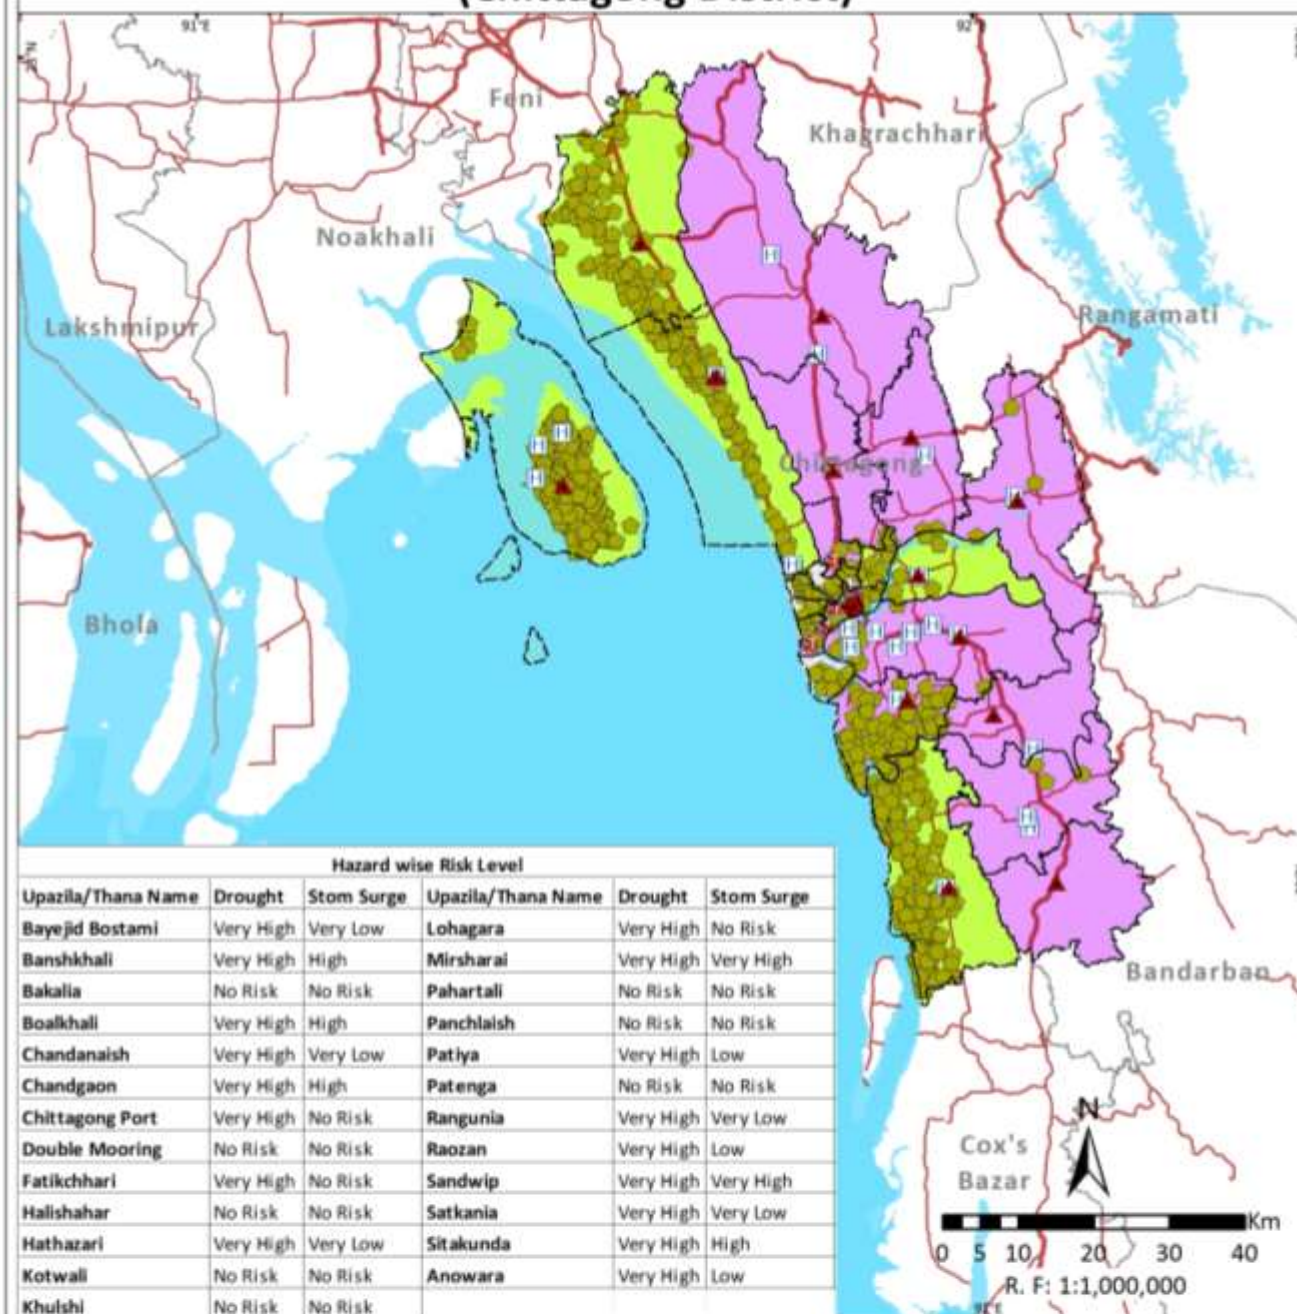 (Chittagong District)
91°E
92°
Feni
Khagrachhari
Noakhali
Lakshmipur
Rangamati
Chittagong
Bhola
Bandarban
Cox's
Bazar
N
Km
0 5 10 20 30 40
R. F: 1:1,000,000
Hazard wise Risk Level
Upazila/Thana Name Drought Stom Surge Upazila/Thana Name Drought Stom Surge
Bayejid Bostami Very High Very Low Lohagara Very High No Risk
Banshkhali Very High High Mirsharai Very High Very High
Bakalia No Risk No Risk Pahartali No Risk No Risk
Boalkhali Very High High Panchlaish No Risk No Risk
Chandanaish Very High Very Low Patiya Very High Low
Chandgaon Very High High Patenga No Risk No Risk
Chittagong Port Very High No Risk Rangunia Very High Very Low
Double Mooring No Risk No Risk Raozan Very High Low
Fatikchhari Very High No Risk Sandwip Very High Very High
Halishahar No Risk No Risk Satkania Very High Very Low
Hathazari Very High Very Low Sitakunda Very High High
Kotwali No Risk No Risk Anowara Very High Low
Khulshi No Risk No Risk